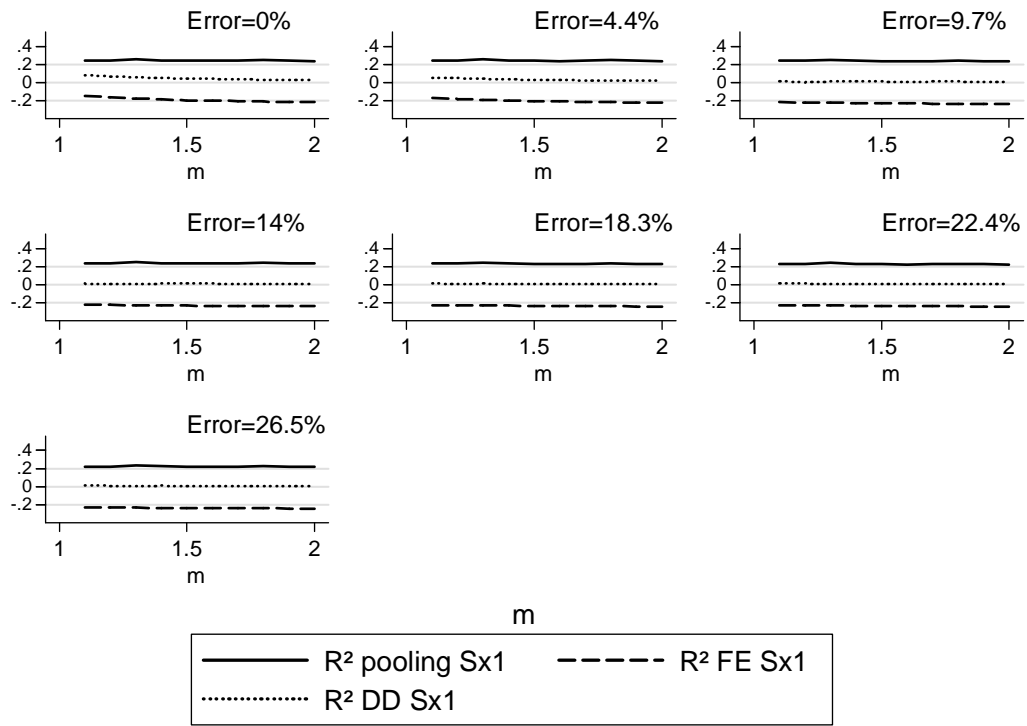 Error=0%
Error=4.4%
Error=9.7%
.4
.2
0
-.2
1
1.5
2
m
.4
.2
0
-.2
1
1.5
2
m
.4
.2
0
-.2
1
1.5
2
m
Error=14%
Error=18.3%
Error=22.4%
.4
.2
0
-.2
1
1.5
2
m
.4
.2
0
-.2
1
1.5
2
m
.4
.2
0
-.2
1
1.5
2
m
Error=26.5%
.4
.2
0
-.2
1
1.5
2
m
m
R² pooling Sx1
R² FE Sx1
R² DD Sx1